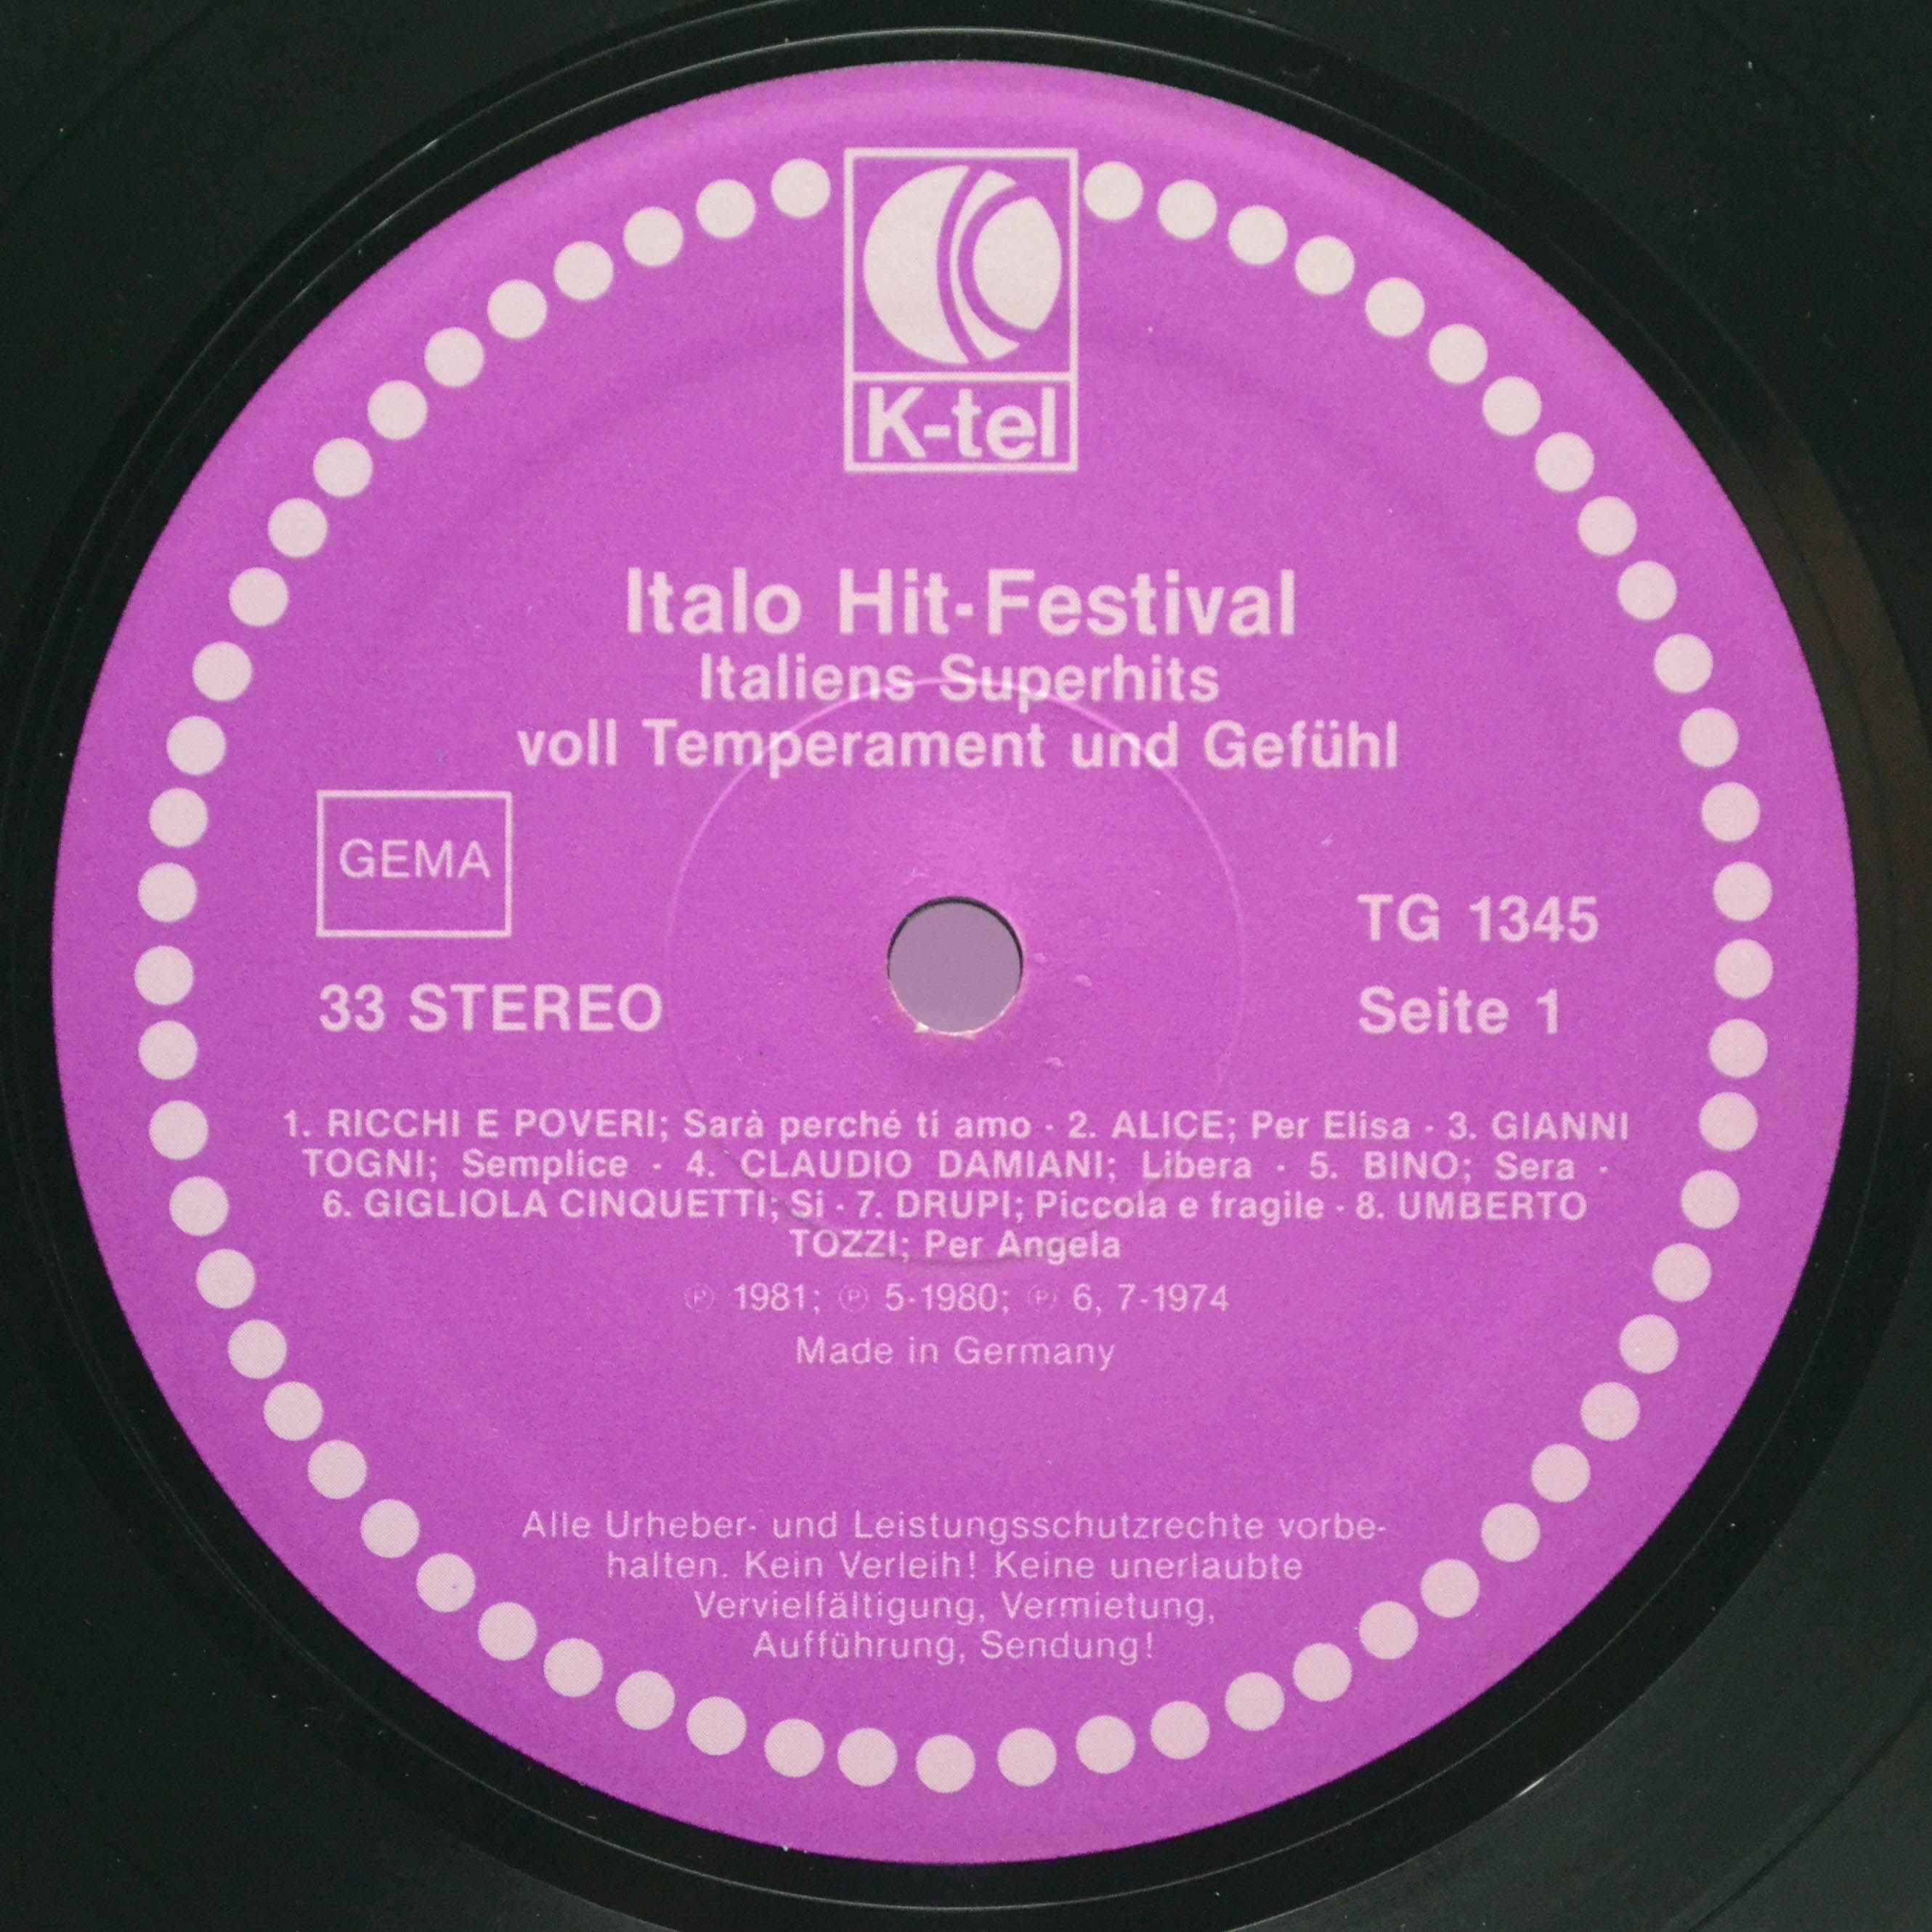 K-tel
Italo Hit-Festival
Italiens Superhits
voll Temperament und Gefühl
GEMA
33 STEREO
TG 1345
Seite 1
1. RICCHI E POVERI; Sarà perché ti amo · 2. ALICE; Per Elisa · 3. GIANNI
TOGNI; Semplice · 4. CLAUDIO DAMIANI; Libera · 5. BINO; Sera ·
6. GIGLIOLA CINQUETTI; Si · 7. DRUPI; Piccola e fragile · 8. UMBERTO
TOZZI; Per Angela
℗ 1981; ℗ 5-1980; ℗ 6, 7-1974
Made in Germany
Alle Urheber- und Leistungsschutzrechte vorbe-
halten. Kein Verleih! Keine unerlaubte
Vervielfältigung, Vermietung,
Aufführung, Sendung!